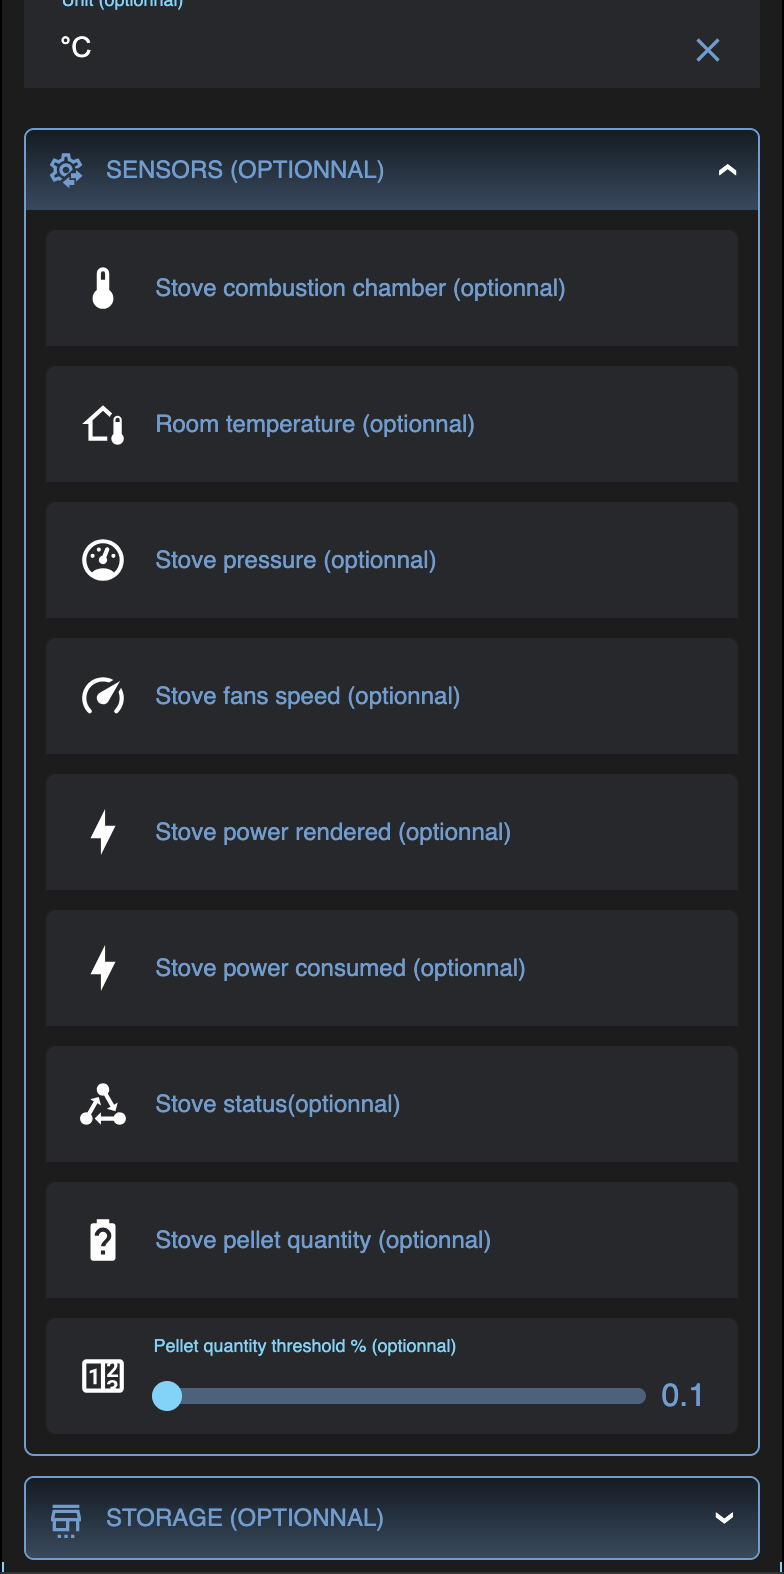 Unit (optionnal)
°C
SENSORS (OPTIONNAL)
Stove combustion chamber (optionnal)
Room temperature (optionnal)
Stove pressure (optionnal)
Stove fans speed (optionnal)
Stove power rendered (optionnal)
Stove power consumed (optionnal)
Stove status(optionnal)
Stove pellet quantity (optionnal)
Pellet quantity threshold % (optionnal)
0.1
STORAGE (OPTIONNAL)